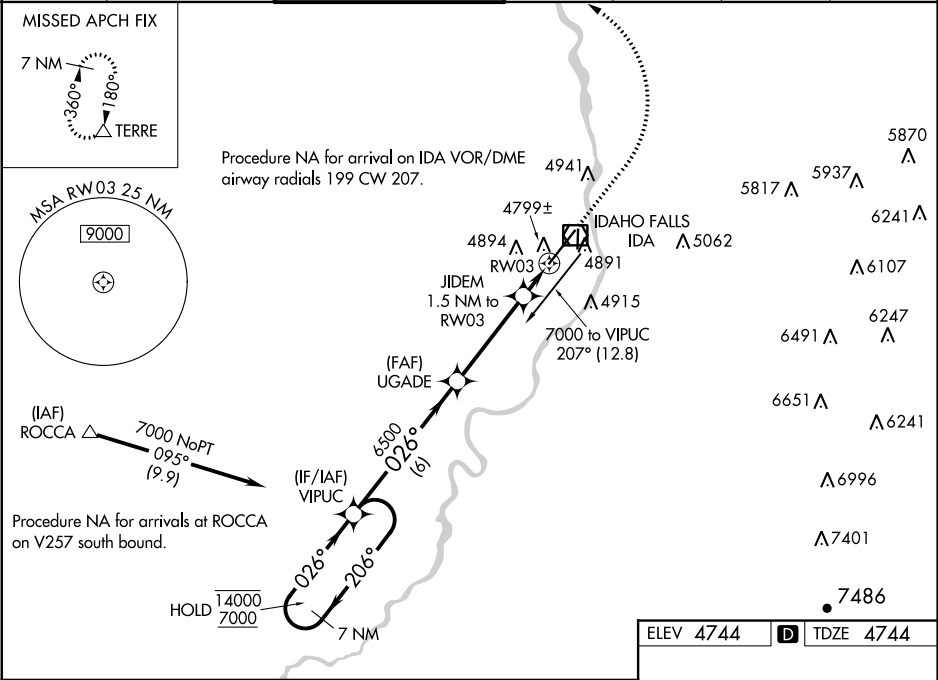 MISSED APCH FIX
7 NM
360°
180°
TERRE
Procedure NA for arrival on IDA VOR/DME
airway radials 199 CW 207.
MSA RW03 25 NM
9000
4941
4799±
4894
IDAHO FALLS
IDA
5062
4891
RW03
JIDEM
1.5 NM to
RW03
4915
7000 to VIPUC
207° (12.8)
5870
5937
5817
6241
6107
6247
6491
6651
6241
6996
7401
7486
(FAF)
UGADE
(IAF)
ROCCA
7000 NoPT
095°
(9.9)
6500
026°
(6)
(IF/IAF)
VIPUC
Procedure NA for arrivals at ROCCA
on V257 south bound.
026°
206°
HOLD
14000
7000
7 NM
ELEV 4744
D
TDZE 4744